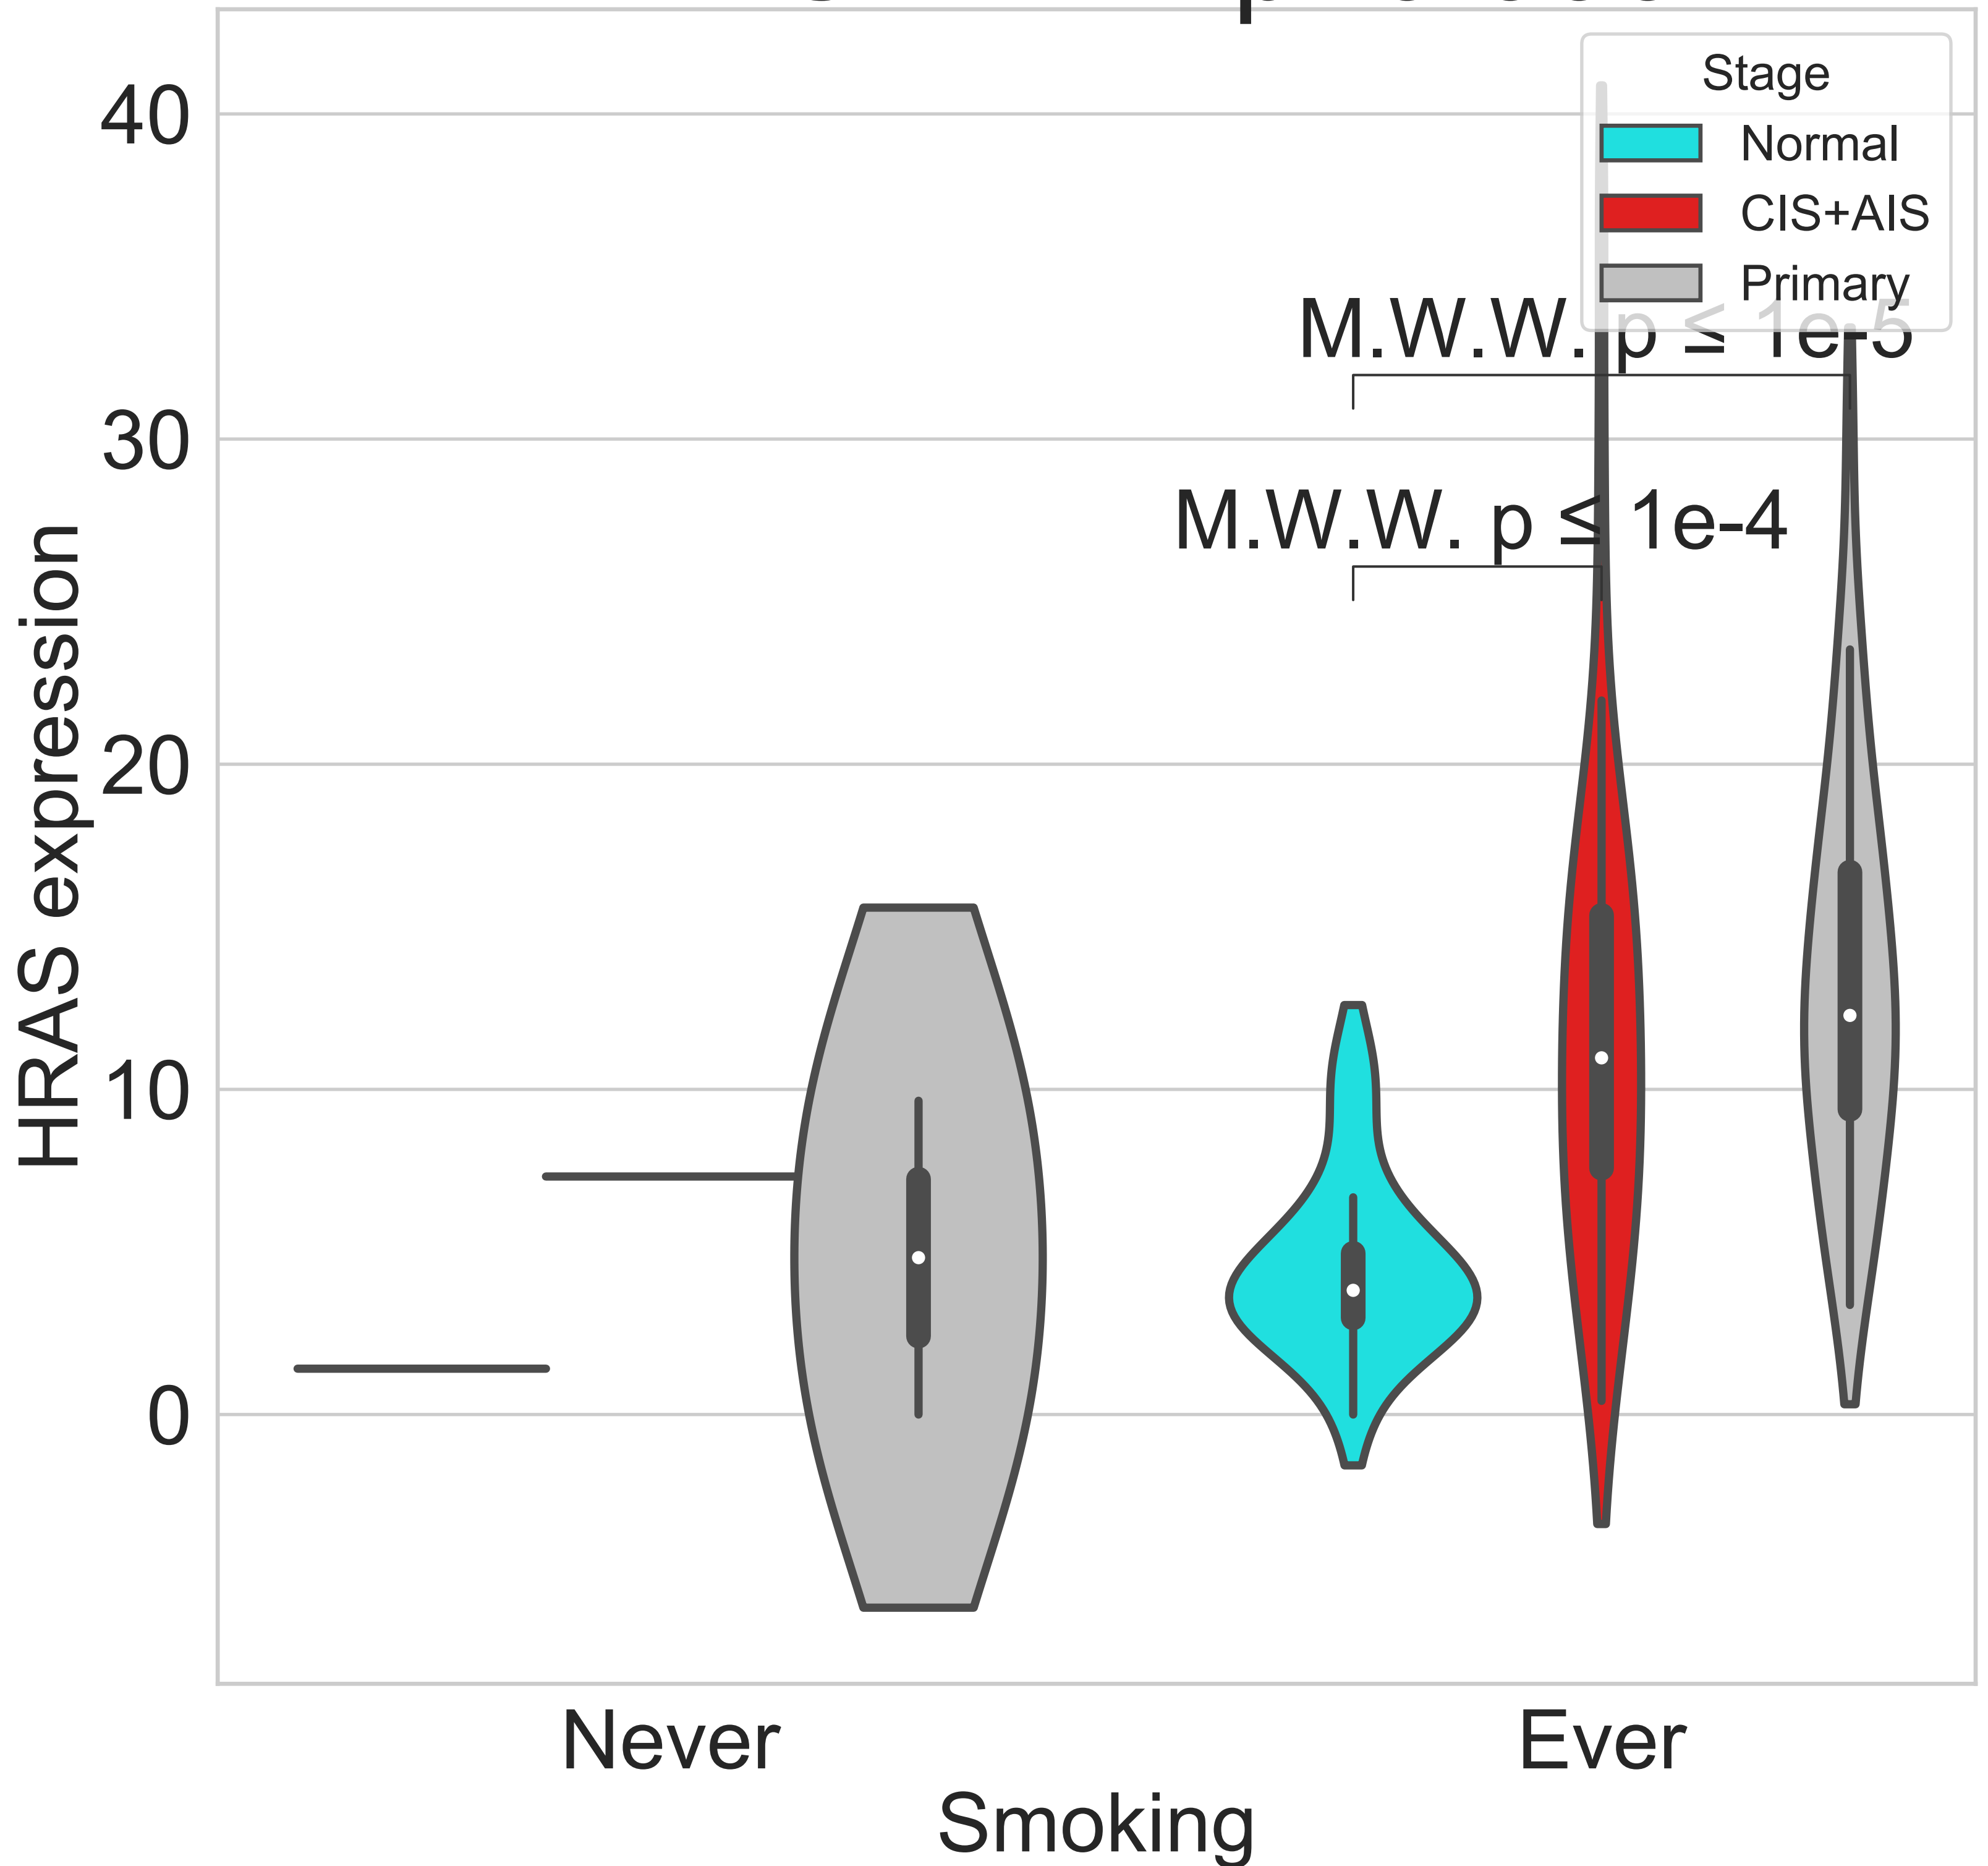 Stage
Normal
CIS+AIS
Primary
M.W.W. p ≤ 1e-5
M.W.W. p ≤ 1e-4
40
30
20
10
0
HRAS expression
Never
Ever
Smoking